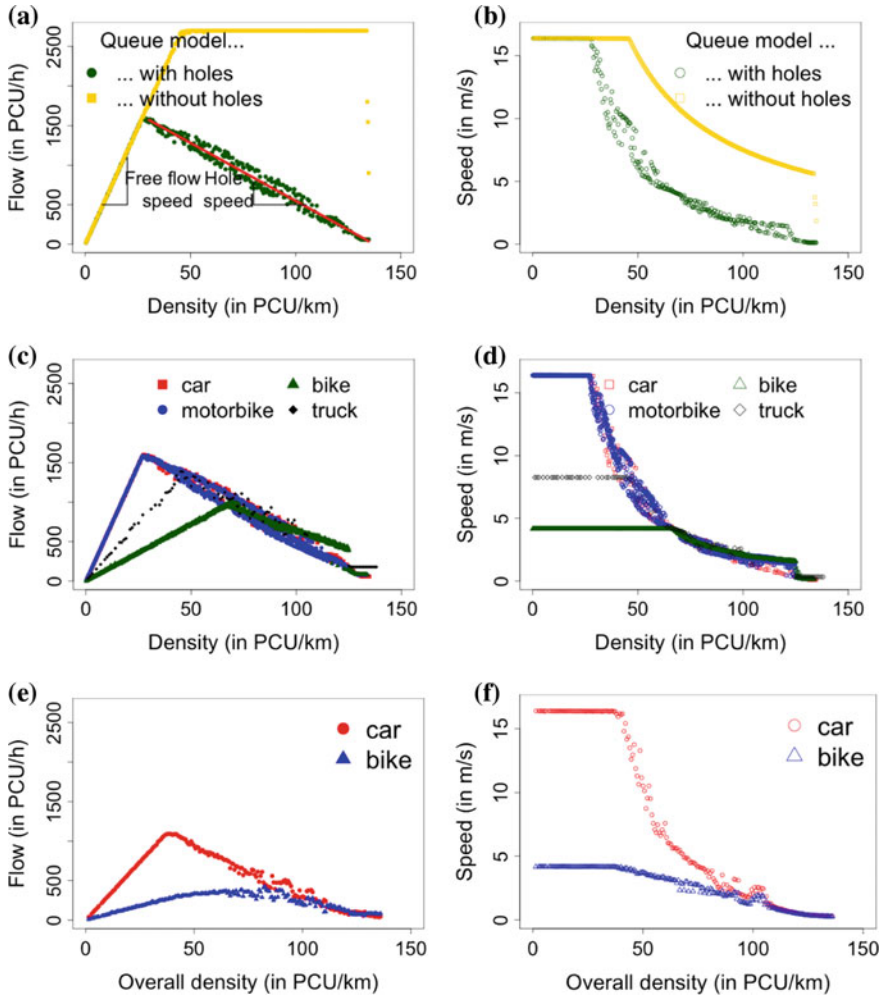 (a)
Flow (in PCU/h)
2500
1500
500
0
Queue model...
... with holes
... without holes
Free flow speed
Hole speed
0 50 100 150
Density (in PCU/km)
(b)
Speed (in m/s)
15
10
5
0
Queue model ...
... with holes
... without holes
0 50 100 150
Density (in PCU/km)
(c)
Flow (in PCU/h)
2500
1500
500
0
car
bike
motorbike
truck
0 50 100 150
Density (in PCU/km)
(d)
Speed (in m/s)
15
10
5
0
car
bike
motorbike
truck
0 50 100 150
Density (in PCU/km)
(e)
Flow (in PCU/h)
2500
1500
500
0
car
bike
0 50 100 150
Overall density (in PCU/km)
(f)
Speed (in m/s)
15
10
5
0
car
bike
0 50 100 150
Overall density (in PCU/km)